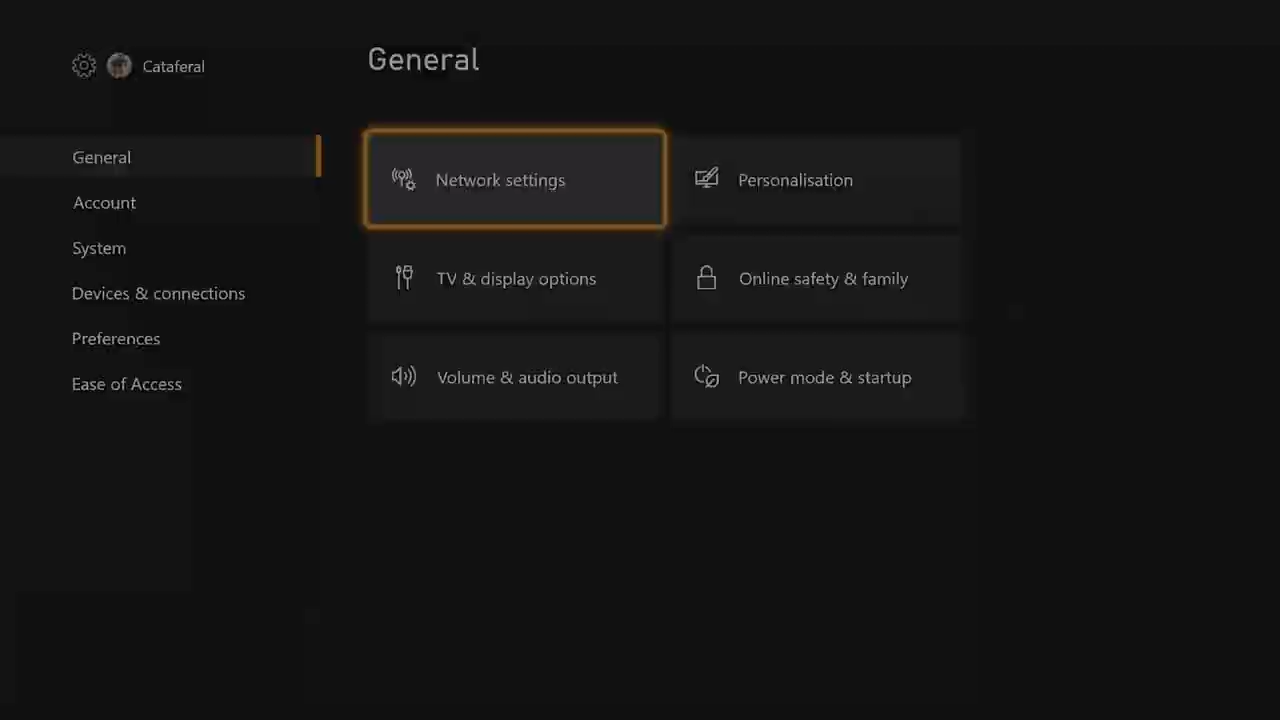 Cataferal
General
General
Account
System
Devices & connections
Preferences
Ease of Access
Network settings
Personalisation
TV & display options
Online safety & family
Volume & audio output
Power mode & startup